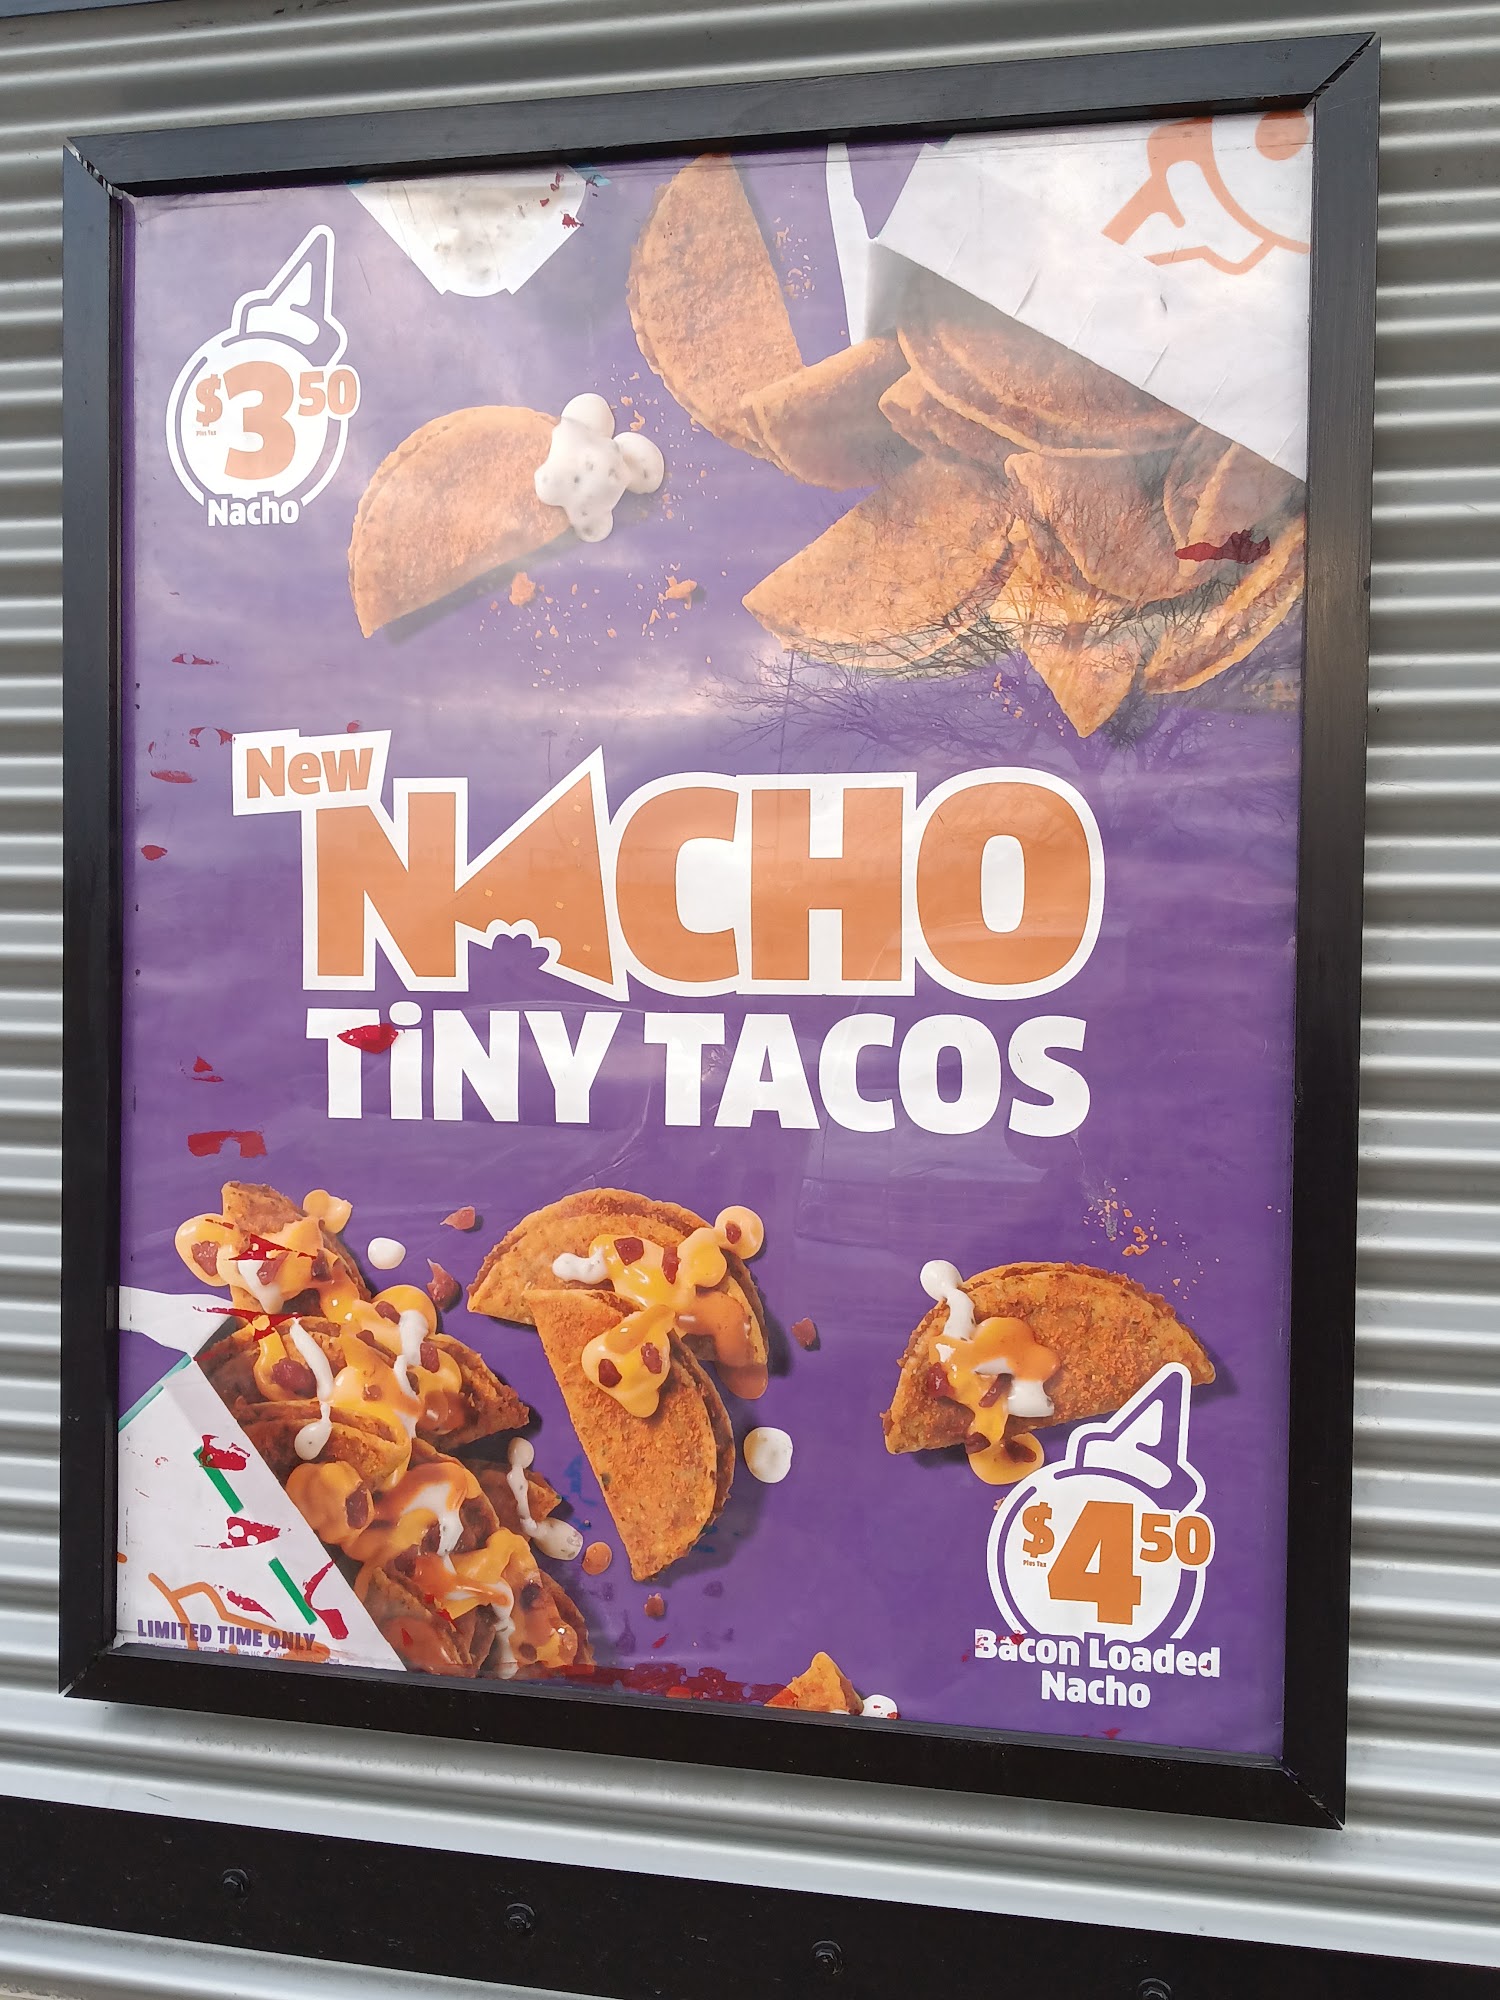 $3 50
Plus Tax
Nacho
New
NACHO
TiNY TACOS
$4 50
Plus Tax
Bacon Loaded
Nacho
LIMITED TIME ONLY